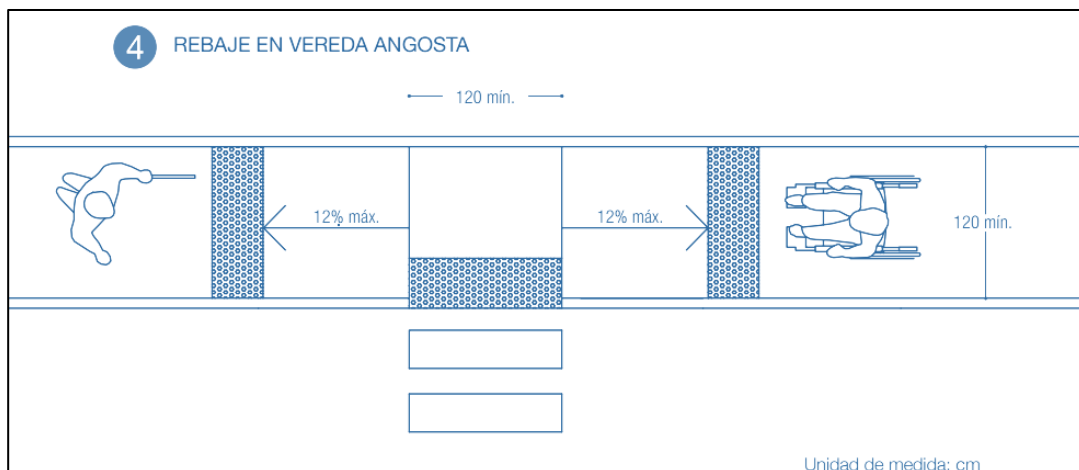 4 REBAJE EN VEREDA ANGOSTA
120 mín.
12% máx.
12% máx.
120 mín.
Unidad de medida: cm